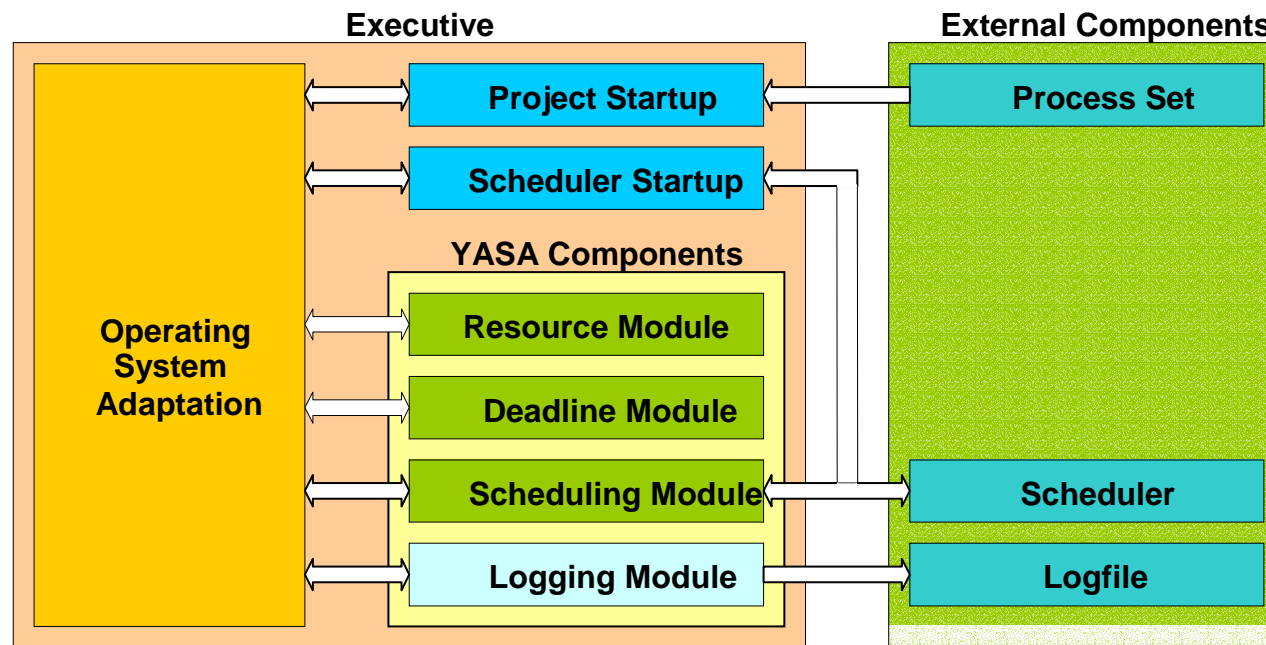 Executive
External Components
Project Startup
Process Set
Scheduler Startup
YASA Components
Operating
System
Adaptation
Resource Module
Deadline Module
Scheduling Module
Scheduler
Logging Module
Logfile